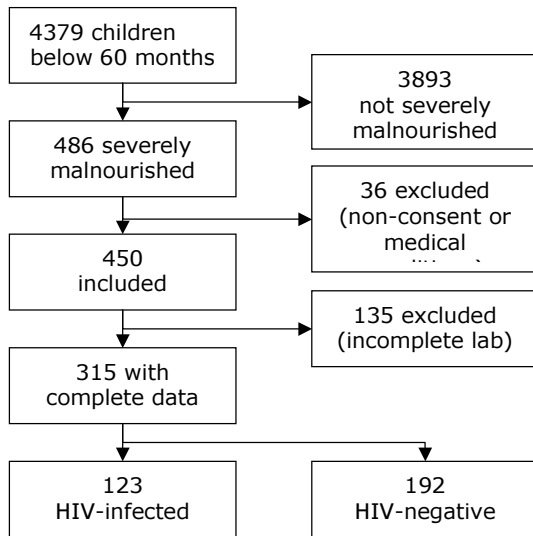 4379 children
below 60 months
3893
not severely
malnourished
486 severely
malnourished
36 excluded
(non-consent or
medical
450
included
135 excluded
(incomplete lab)
315 with
complete data
123
HIV-infected
192
HIV-negative